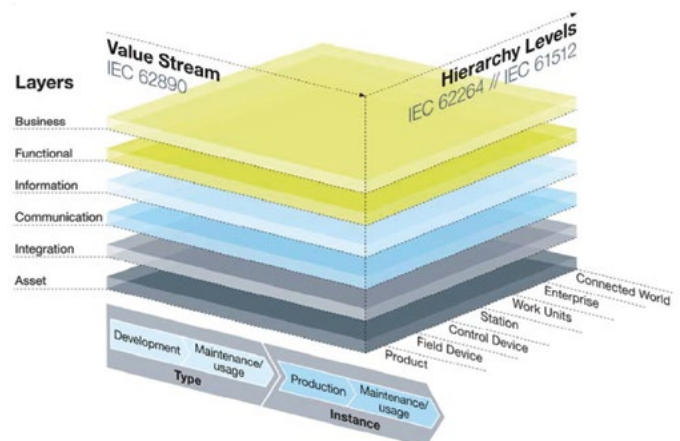 Value Stream
IEC 62890
Hierarchy Levels
IEC 62264 // IEC 61512
Layers
Business
Functional
Information
Communication
Integration
Asset
Connected World
Enterprise
Work Units
Station
Control Device
Field Device
Product
Development
Maintenance/
usage
Type
Production
Maintenance/
usage
Instance